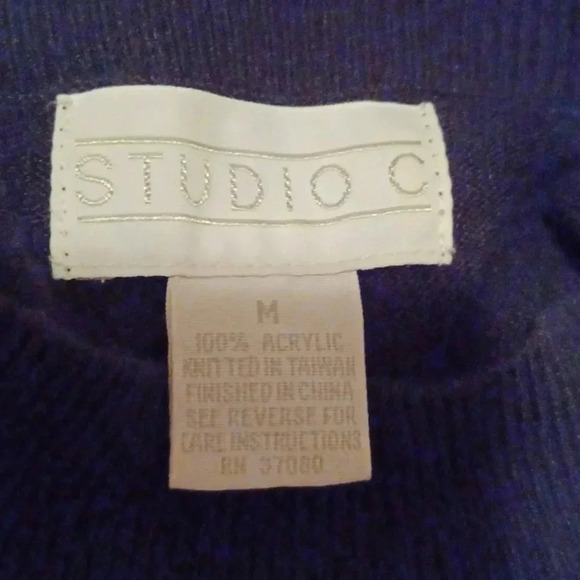 STUDIO C
M
100% ACRYLIC
KNITTED IN TAIWAN
FINISHED IN CHINA
SEE REVERSE FOR
CARE INSTRUCTIONS
RN 37080